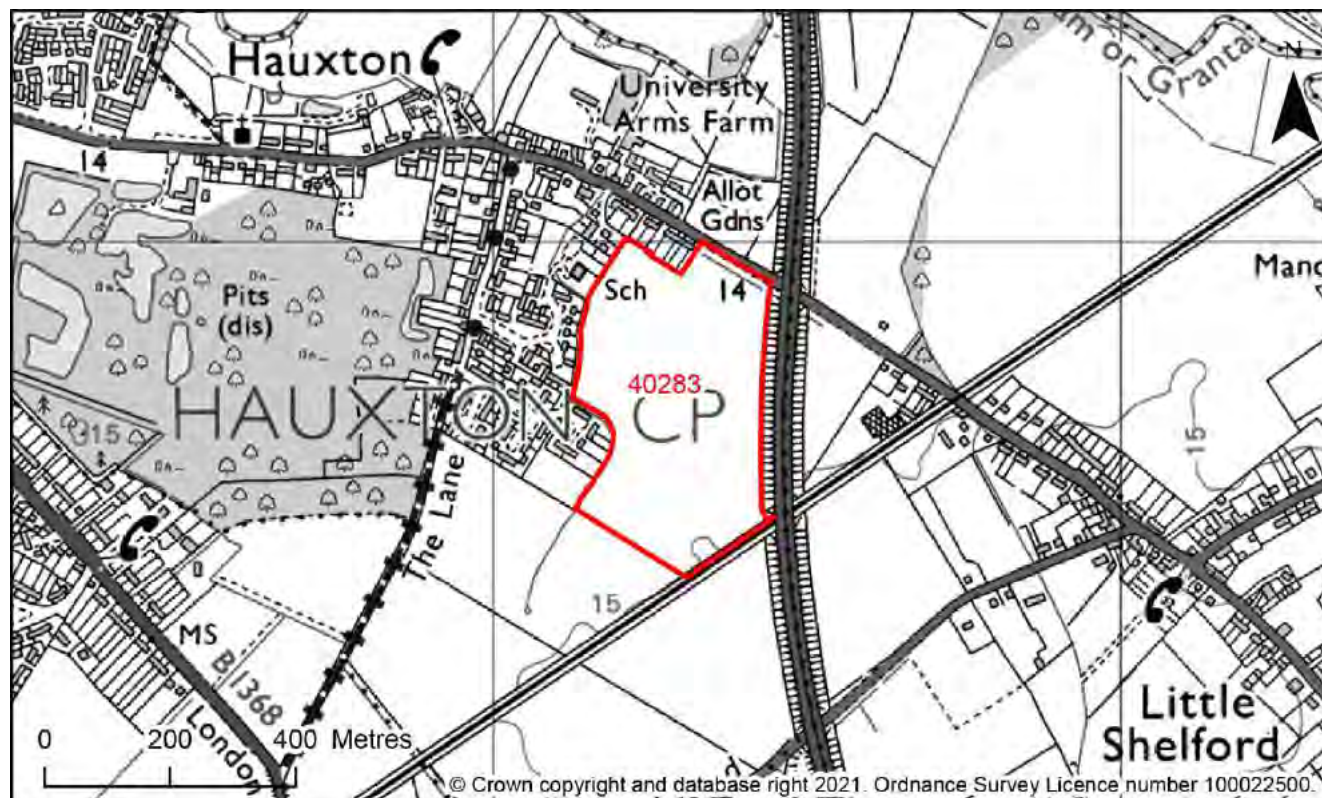 Hauxton
University
Arms Farm
am or Granta
N
14
Allot
Gdns
Sch
14
Pits
(dis)
40283
HAUXTON CP
15
15
15
The Lane
MS
B1368
London
Little
Shelford
0 200 400 Metres
© Crown copyright and database right 2021. Ordnance Survey Licence number 100022500.